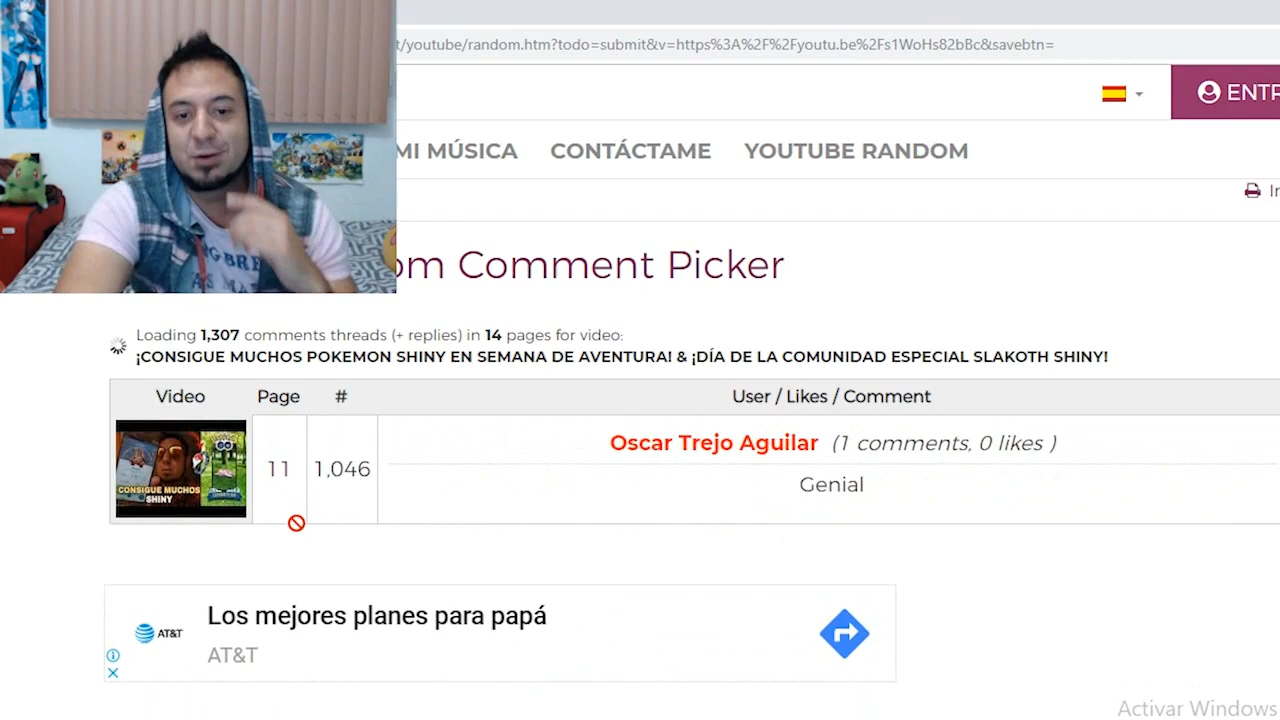 t/youtube/random.htm?todo=submit&v=https%3A%2F%2Fyoutu.be%2Fs1WoHs82bBc&savebtn=
ENTR
MI MÚSICA CONTÁCTAME YOUTUBE RANDOM
om Comment Picker
Loading 1,307 comments threads (+ replies) in 14 pages for video:
¡CONSIGUE MUCHOS POKEMON SHINY EN SEMANA DE AVENTURA! & ¡DÍA DE LA COMUNIDAD ESPECIAL SLAKOTH SHINY!
Video Page # User / Likes / Comment
Oscar Trejo Aguilar (1 comments, 0 likes )
11 1,046
Genial
CONSIGUE MUCHOS
SHINY
Los mejores planes para papá
AT&T
AT&T
Activar Windows